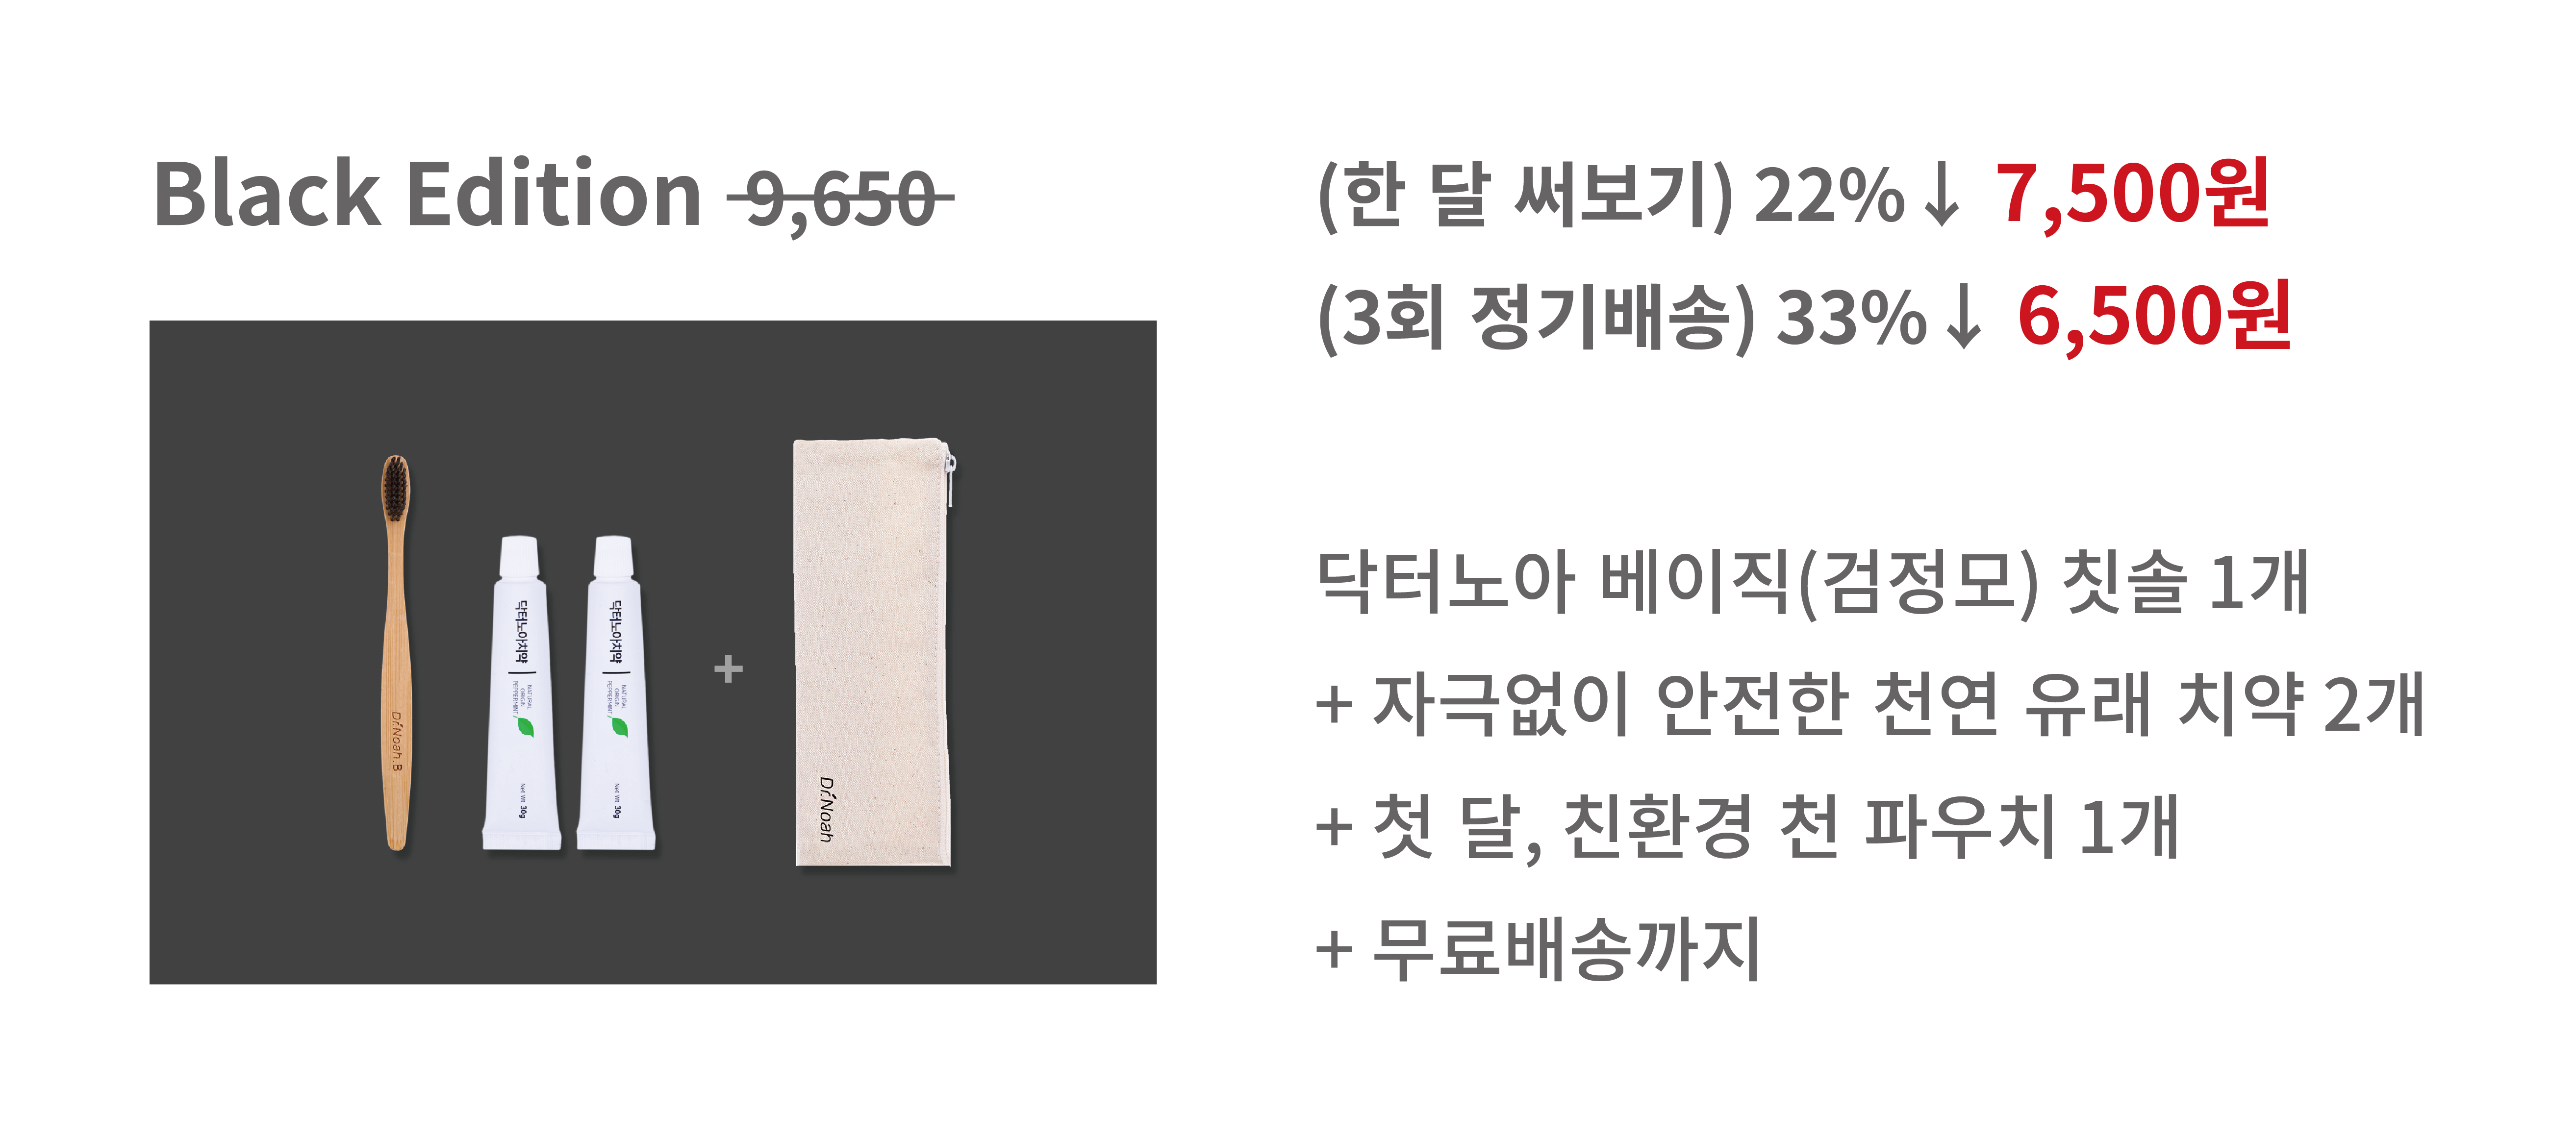 Black Edition 9,650
(한 달 써보기) 22%↓ 7,500원
(3회 정기배송) 33%↓ 6,500원
Dr.Noah.B
닥터노아치약
NATURAL
ORIGIN
PEPPERMINT
Net Wt. 30g
닥터노아치약
NATURAL
ORIGIN
PEPPERMINT
Net Wt. 30g
+
Dr.Noah
닥터노아 베이직(검정모) 칫솔 1개
+ 자극없이 안전한 천연 유래 치약 2개
+ 첫 달, 친환경 천 파우치 1개
+ 무료배송까지